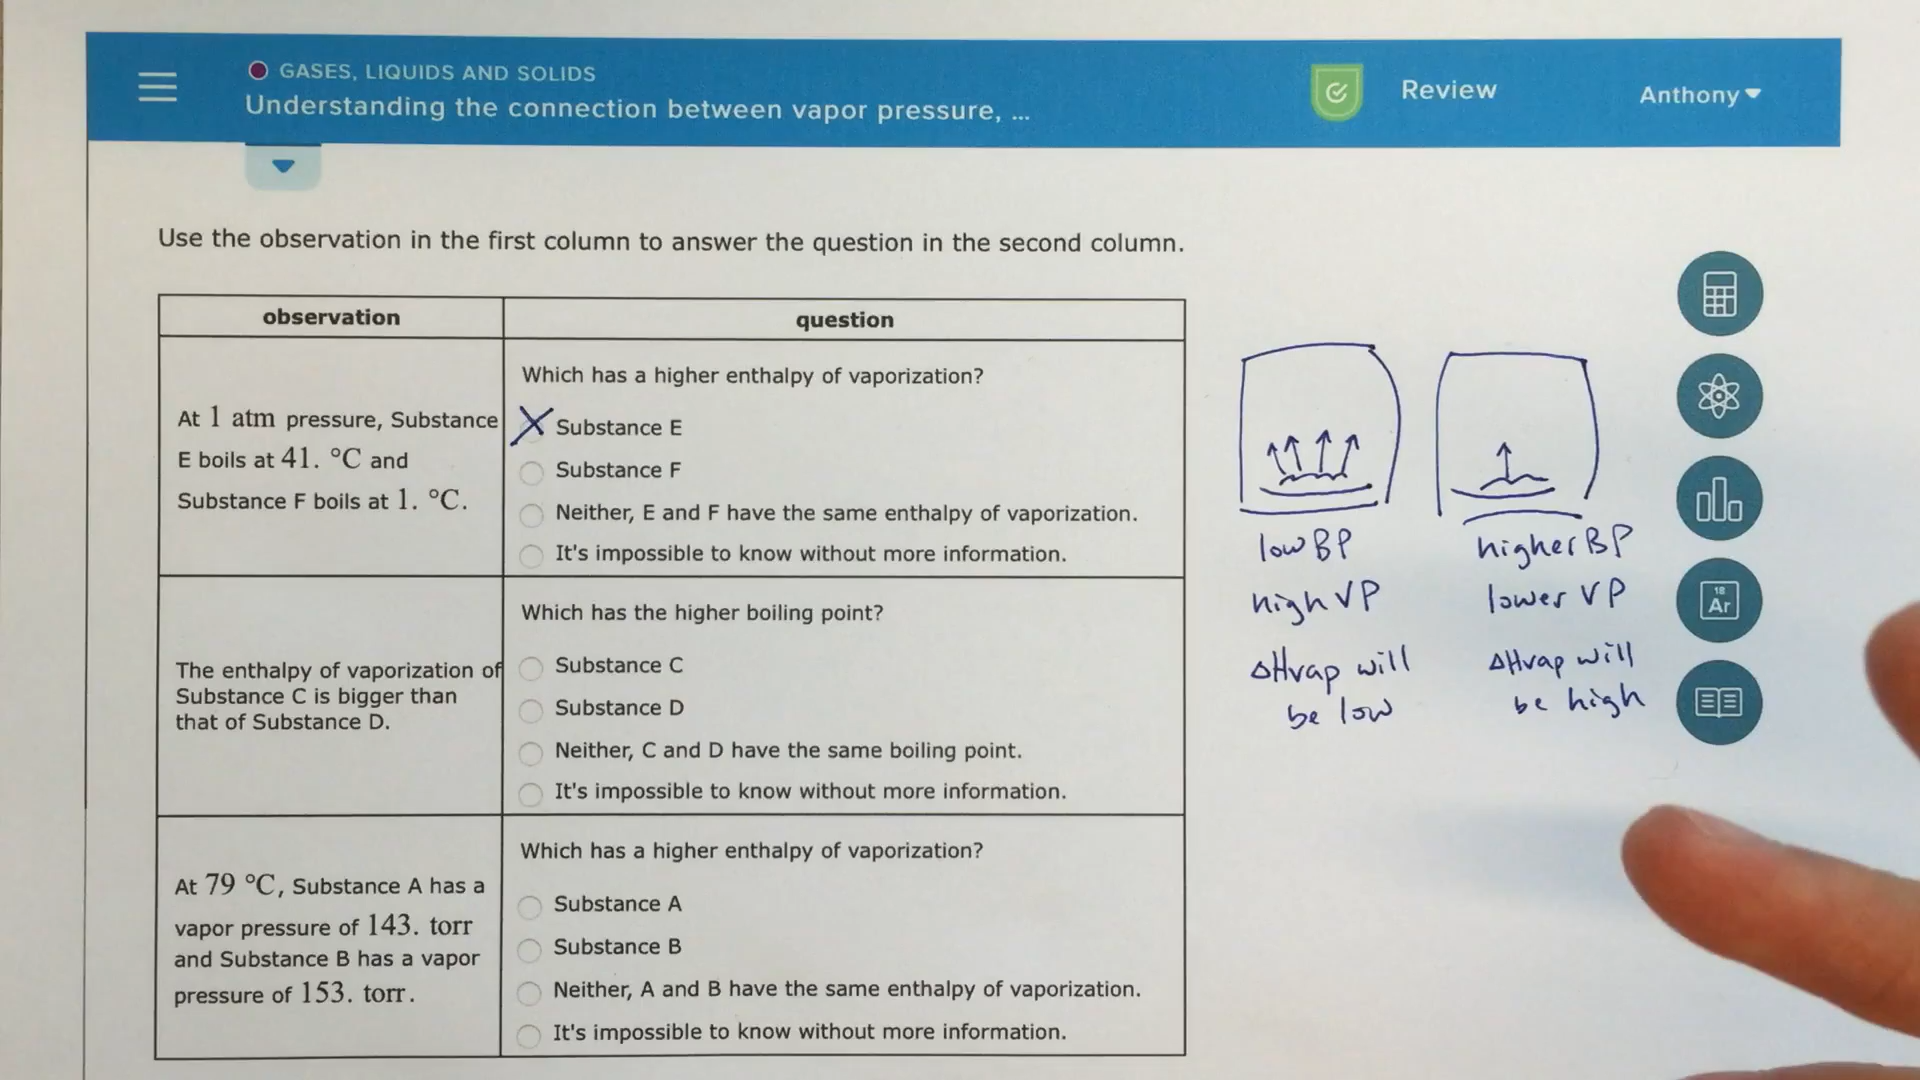 GASES, LIQUIDS AND SOLIDS
Understanding the connection between vapor pressure, ...
Review
Anthony
Use the observation in the first column to answer the question in the second column.
observation
question
At 1 atm pressure, Substance
E boils at 41. °C and
Substance F boils at 1. °C.
Which has a higher enthalpy of vaporization?
Substance E
Substance F
Neither, E and F have the same enthalpy of vaporization.
It's impossible to know without more information.
The enthalpy of vaporization of
Substance C is bigger than
that of Substance D.
Which has the higher boiling point?
Substance C
Substance D
Neither, C and D have the same boiling point.
It's impossible to know without more information.
At 79 °C, Substance A has a
vapor pressure of 143. torr
and Substance B has a vapor
pressure of 153. torr.
Which has a higher enthalpy of vaporization?
Substance A
Substance B
Neither, A and B have the same enthalpy of vaporization.
It's impossible to know without more information.
low BP
high VP
ΔHvap will
be low
higher BP
lower VP
ΔHvap will
be high
18
Ar